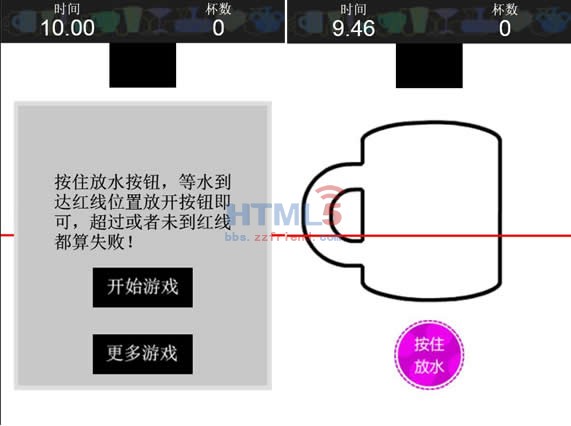 时间 杯数
10.00 0
按住放水按钮，等水到
达红线位置放开按钮即
可，超过或者未到红线
都算失败！
开始游戏
更多游戏
时间 杯数
9.46 0
按住
放水
HTML5
bbs.zzfriend.com